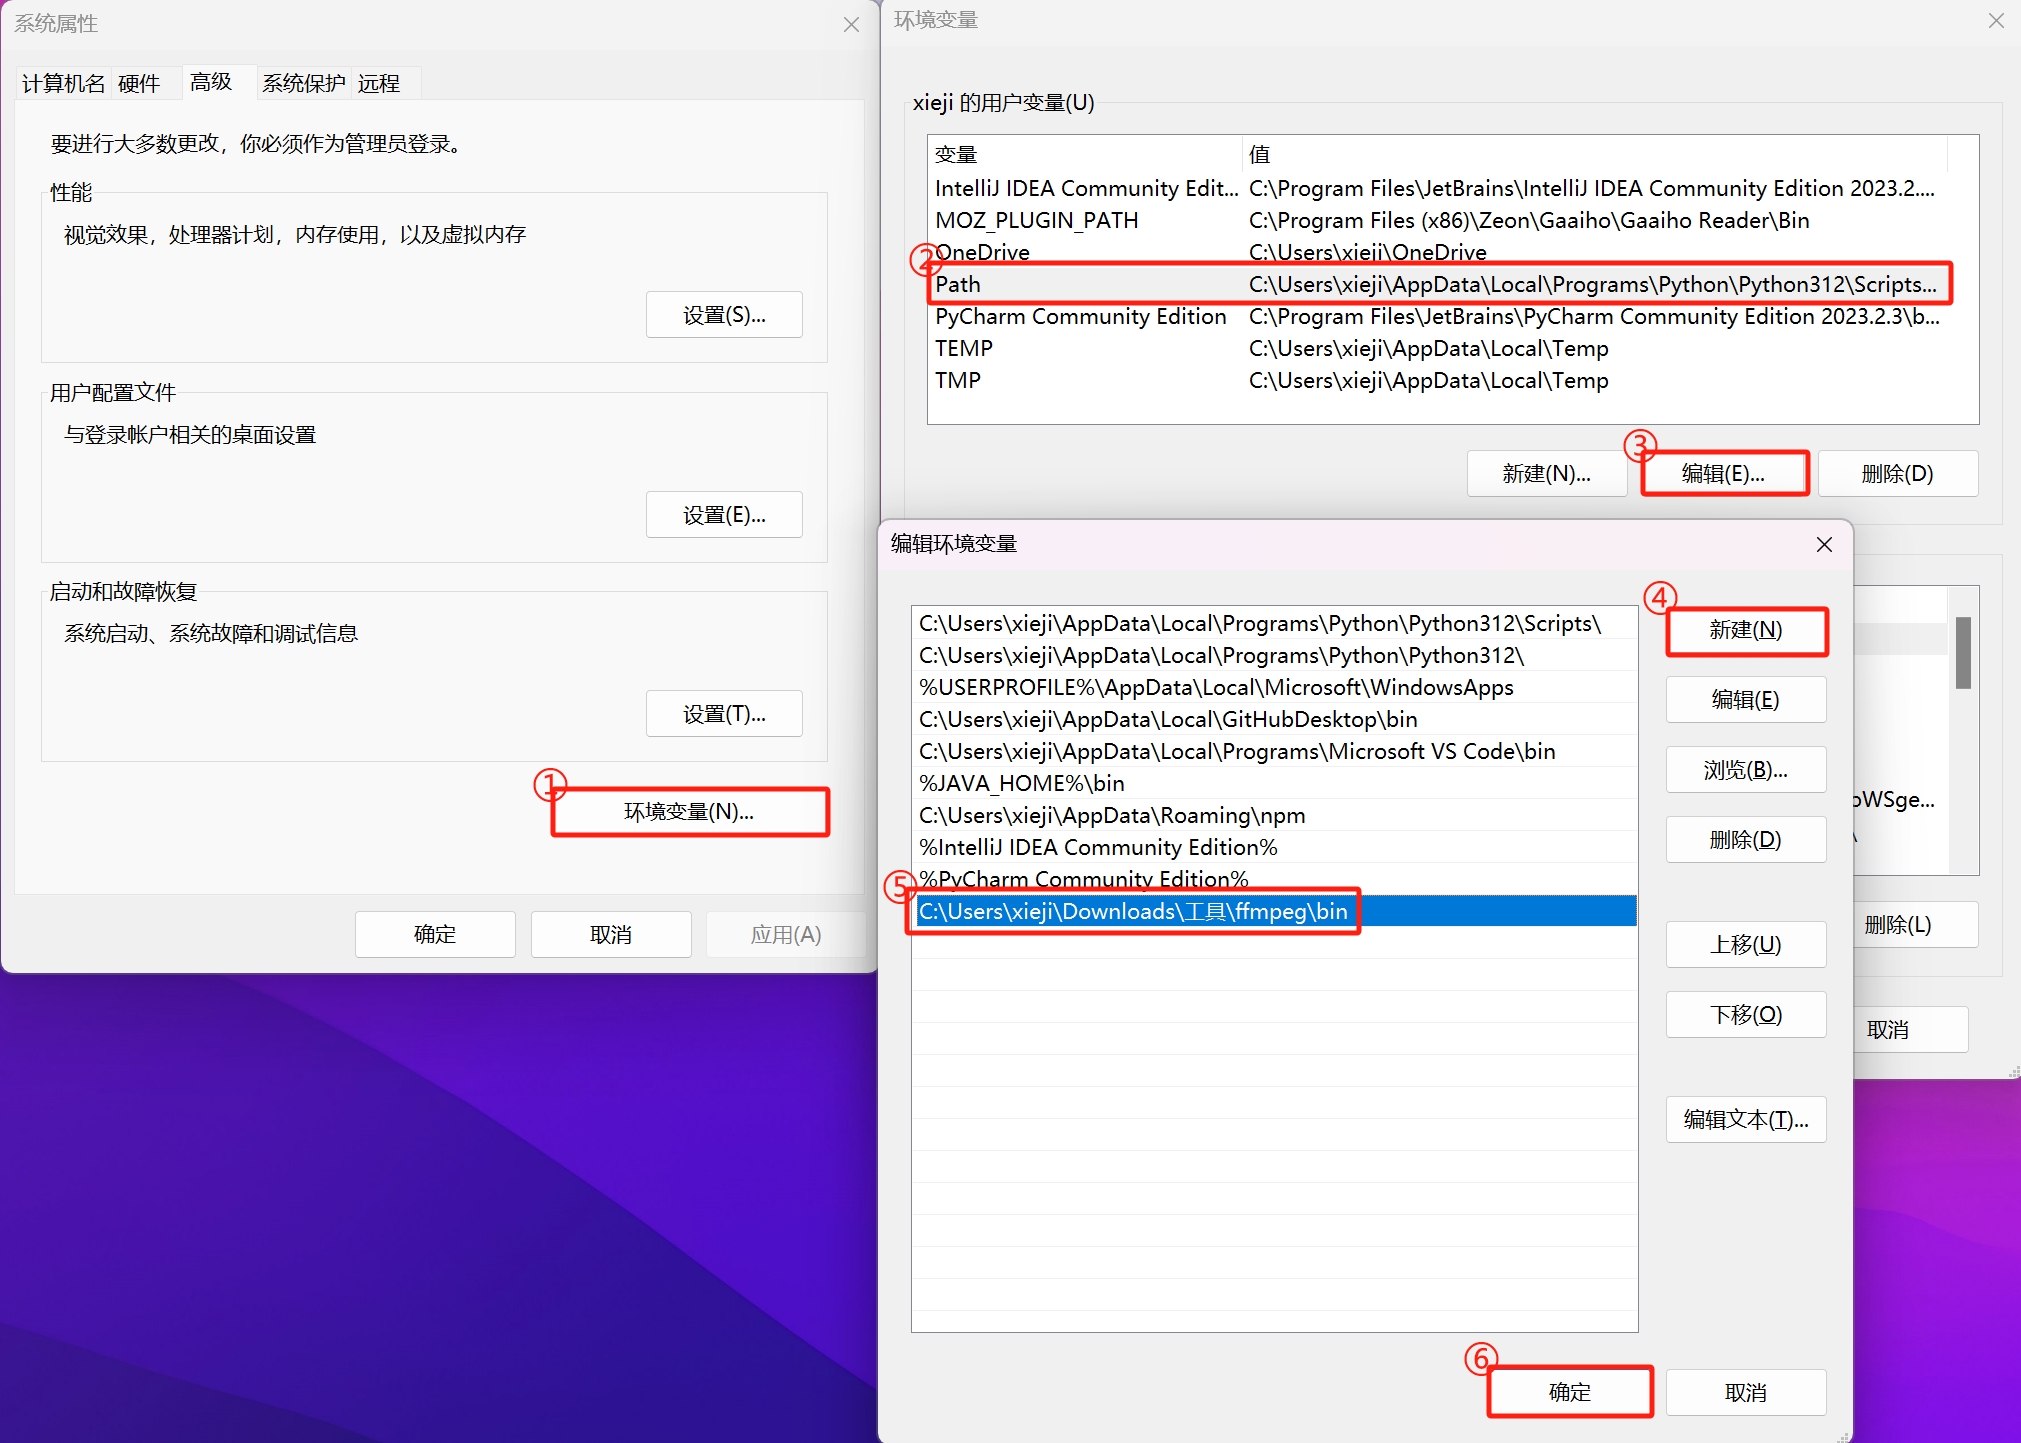 系统属性
计算机名 硬件 高级 系统保护 远程
要进行大多数更改，你必须作为管理员登录。
性能
视觉效果，处理器计划，内存使用，以及虚拟内存
设置(S)...
用户配置文件
与登录帐户相关的桌面设置
设置(E)...
启动和故障恢复
系统启动、系统故障和调试信息
设置(T)...
①
环境变量(N)...
确定 取消 应用(A)
环境变量
xieji 的用户变量(U)
变量 值
IntelliJ IDEA Community Edit... C:\Program Files\JetBrains\IntelliJ IDEA Community Edition 2023.2....
MOZ_PLUGIN_PATH C:\Program Files (x86)\Zeon\Gaaiho\Gaaiho Reader\Bin
OneDrive C:\Users\xieji\OneDrive
②
Path C:\Users\xieji\AppData\Local\Programs\Python\Python312\Scripts...
PyCharm Community Edition C:\Program Files\JetBrains\PyCharm Community Edition 2023.2.3\b...
TEMP C:\Users\xieji\AppData\Local\Temp
TMP C:\Users\xieji\AppData\Local\Temp
③
新建(N)... 编辑(E)... 删除(D)
编辑环境变量
C:\Users\xieji\AppData\Local\Programs\Python\Python312\Scripts\
C:\Users\xieji\AppData\Local\Programs\Python\Python312\
%USERPROFILE%\AppData\Local\Microsoft\WindowsApps
C:\Users\xieji\AppData\Local\GitHubDesktop\bin
C:\Users\xieji\AppData\Local\Programs\Microsoft VS Code\bin
%JAVA_HOME%\bin
C:\Users\xieji\AppData\Roaming\npm
%IntelliJ IDEA Community Edition%
%PyCharm Community Edition%
⑤
C:\Users\xieji\Downloads\工具\ffmpeg\bin
④
新建(N)
编辑(E)
浏览(B)...
删除(D)
上移(U)
下移(O)
编辑文本(T)...
⑥
确定 取消
WSge...
\
删除(L)
取消